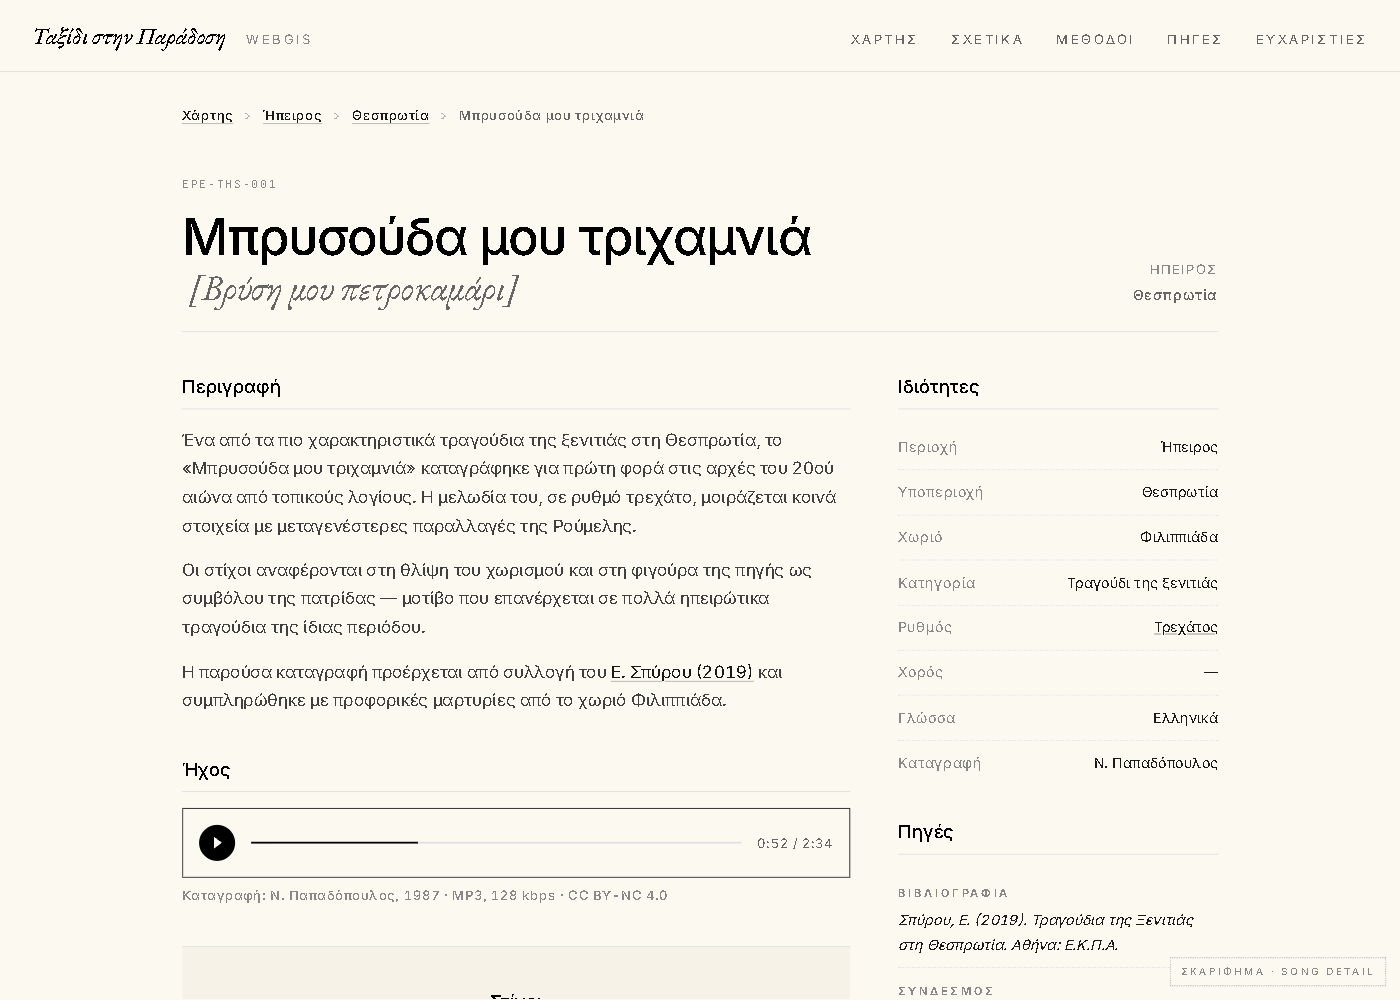 Ταξίδι στην Παράδοση WEBGIS ΧΑΡΤΗΣ ΣΧΕΤΙΚΑ ΜΕΘΟΔΟΙ ΠΗΓΕΣ ΕΥΧΑΡΙΣΤΙΕΣ
Χάρτης > Ήπειρος > Θεσπρωτία > Μπρυσούδα μου τριχαμνιά
EPE-THS-001
Μπρυσούδα μου τριχαμνιά
[Βρύση μου πετροκαμάρι]
ΗΠΕΙΡΟΣ
Θεσπρωτία
Περιγραφή
Ένα από τα πιο χαρακτηριστικά τραγούδια της ξενιτιάς στη Θεσπρωτία, το
«Μπρυσούδα μου τριχαμνιά» καταγράφηκε για πρώτη φορά στις αρχές του 20ού
αιώνα από τοπικούς λογίους. Η μελωδία του, σε ρυθμό τρεχάτο, μοιράζεται κοινά
στοιχεία με μεταγενέστερες παραλλαγές της Ρούμελης.
Οι στίχοι αναφέρονται στη θλίψη του χωρισμού και στη φιγούρα της πηγής ως
συμβόλου της πατρίδας — μοτίβο που επανέρχεται σε πολλά ηπειρώτικα
τραγούδια της ίδιας περιόδου.
Η παρούσα καταγραφή προέρχεται από συλλογή του Ε. Σπύρου (2019) και
συμπληρώθηκε με προφορικές μαρτυρίες από το χωριό Φιλιππιάδα.
Ήχος
0:52 / 2:34
Καταγραφή: Ν. Παπαδόπουλος, 1987 · MP3, 128 kbps · CC BY-NC 4.0
Ιδιότητες
Περιοχή Ήπειρος
Υποπεριοχή Θεσπρωτία
Χωριό Φιλιππιάδα
Κατηγορία Τραγούδι της ξενιτιάς
Ρυθμός Τρεχάτος
Χορός —
Γλώσσα Ελληνικά
Καταγραφή Ν. Παπαδόπουλος
Πηγές
ΒΙΒΛΙΟΓΡΑΦΙΑ
Σπύρου, Ε. (2019). Τραγούδια της Ξενιτιάς
στη Θεσπρωτία. Αθήνα: Ε.Κ.Π.Α.
ΣΥΝΔΕΣΜΟΣ
ΣΚΑΡΙΦΗΜΑ · SONG DETAIL